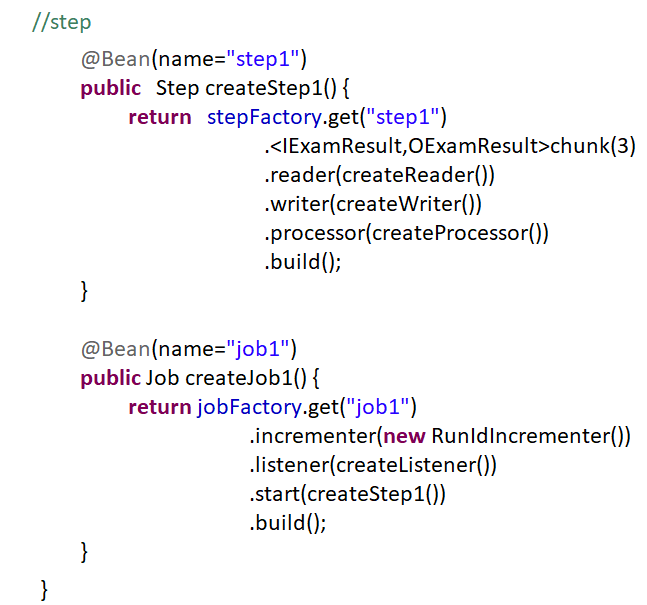 //step
@Bean(name="step1")
public Step createStep1() {
return stepFactory.get("step1")
.<IExamResult,OExamResult>chunk(3)
.reader(createReader())
.writer(createWriter())
.processor(createProcessor())
.build();
}
@Bean(name="job1")
public Job createJob1() {
return jobFactory.get("job1")
.incrementer(new RunIdIncrementer())
.listener(createListener())
.start(createStep1())
.build();
}
}